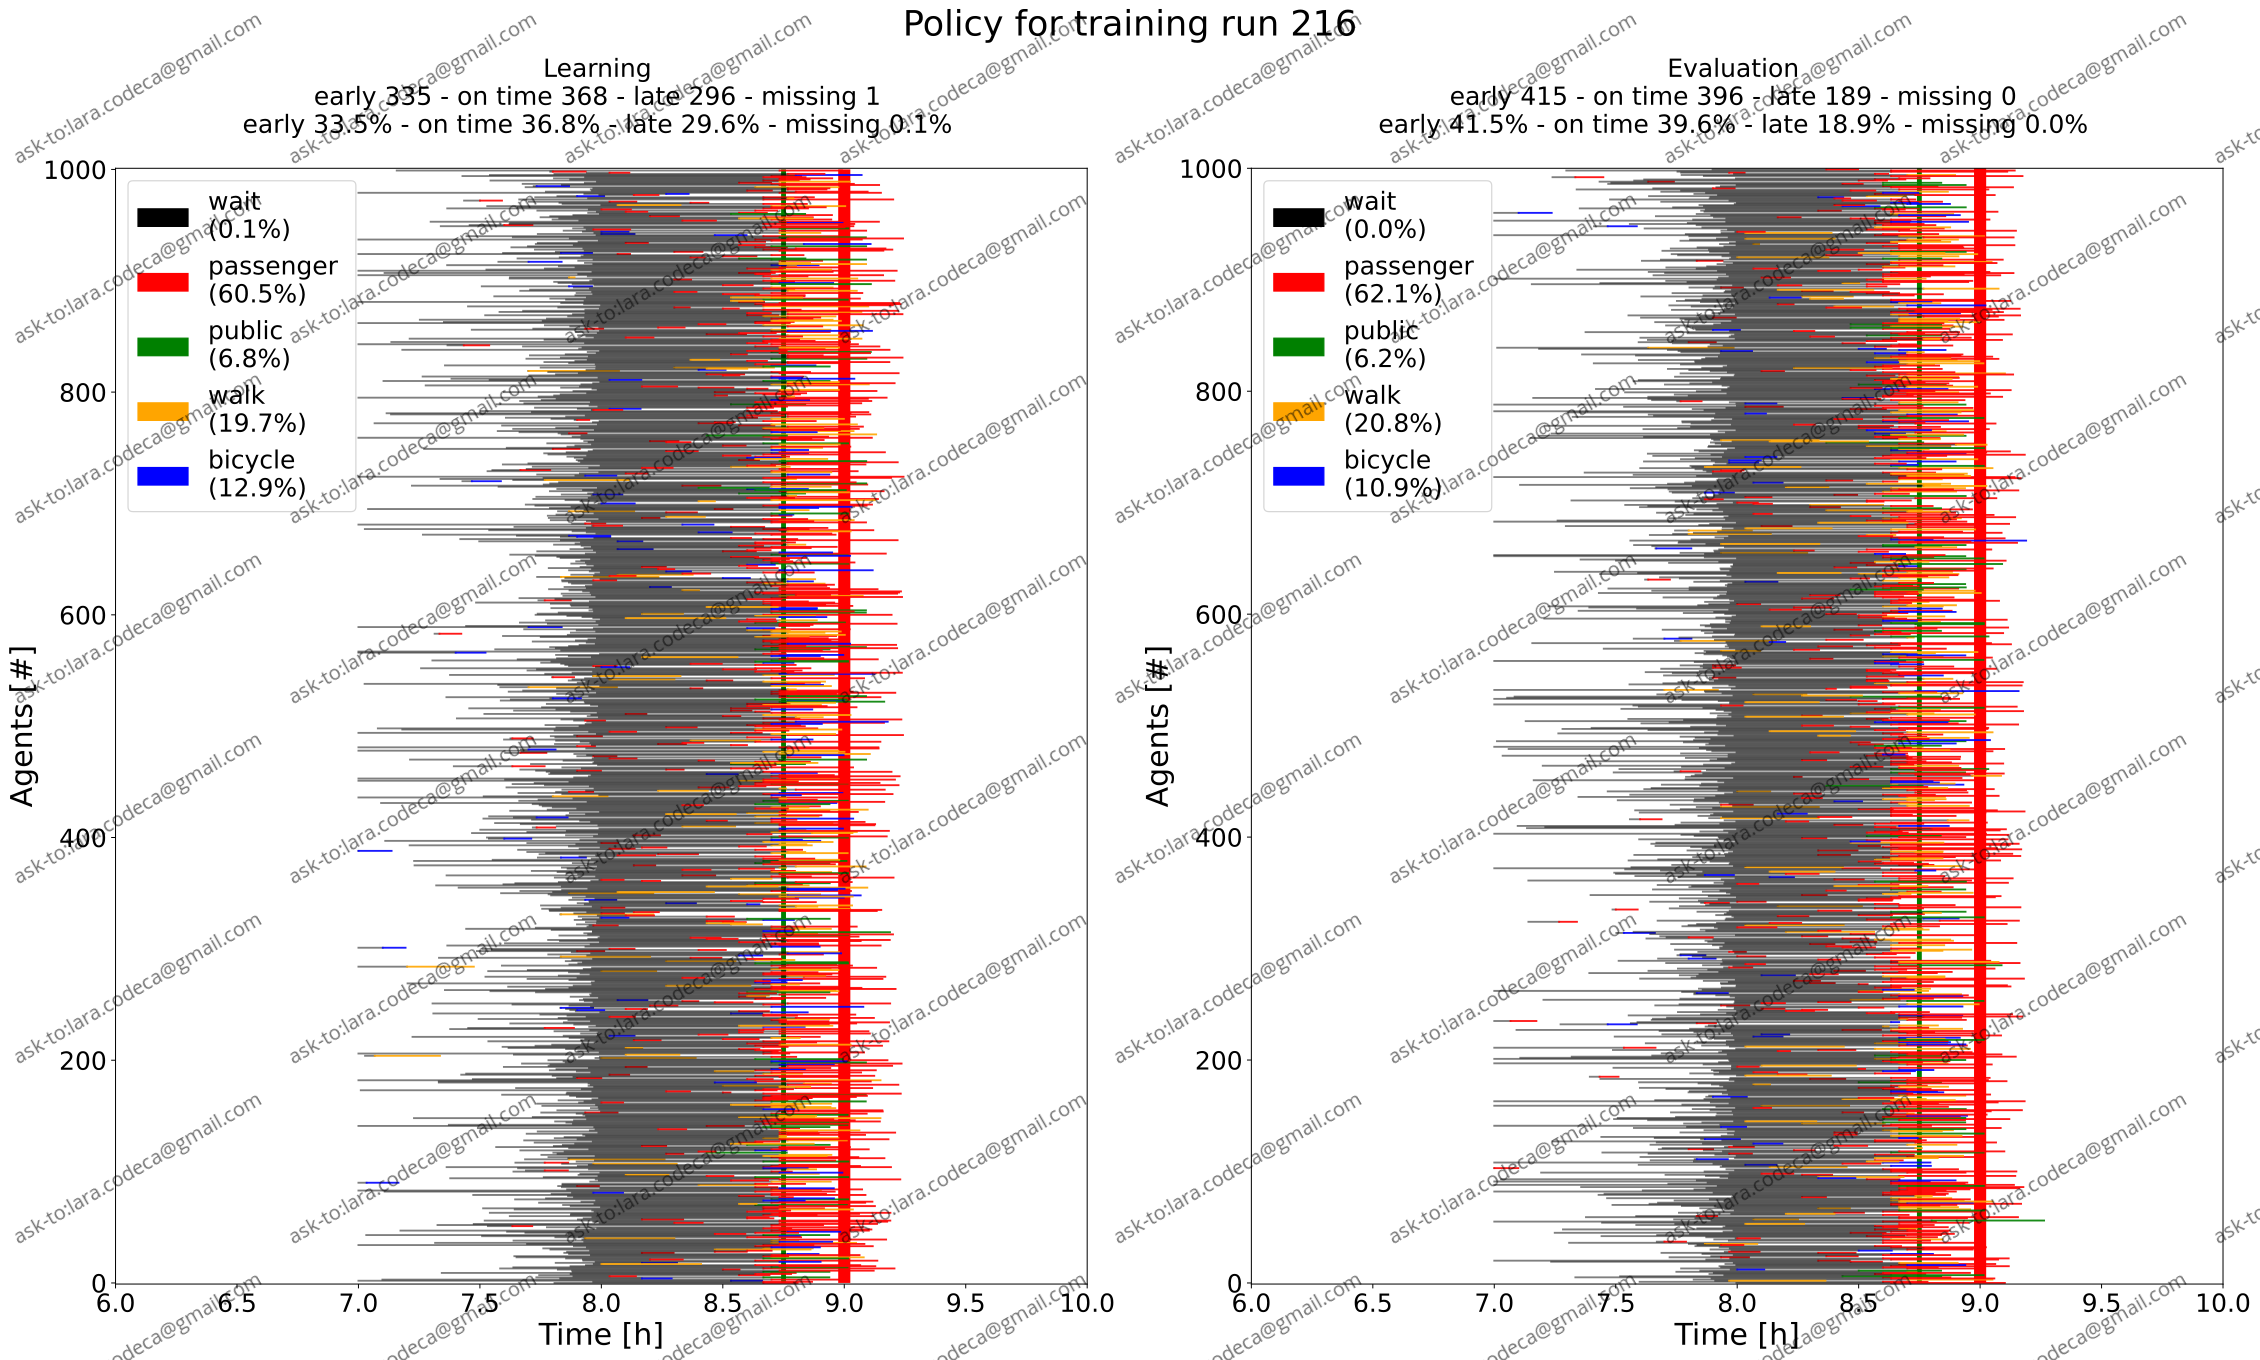 Policy for training run 216
Learning
early 335 - on time 368 - late 296 - missing 1
early 33.5% - on time 36.8% - late 29.6% - missing 0.1%
1000
800
600
400
200
0
Agents [#]
wait
(0.1%)
passenger
(60.5%)
public
(6.8%)
walk
(19.7%)
bicycle
(12.9%)
6.0 6.5 7.0 7.5 8.0 8.5 9.0 9.5 10.0
Time [h]
Evaluation
early 415 - on time 396 - late 189 - missing 0
early 41.5% - on time 39.6% - late 18.9% - missing 0.0%
1000
800
600
400
200
0
Agents [#]
wait
(0.0%)
passenger
(62.1%)
public
(6.2%)
walk
(20.8%)
bicycle
(10.9%)
6.0 6.5 7.0 7.5 8.0 8.5 9.0 9.5 10.0
Time [h]
ask-to:lara.codeca@gmail.com